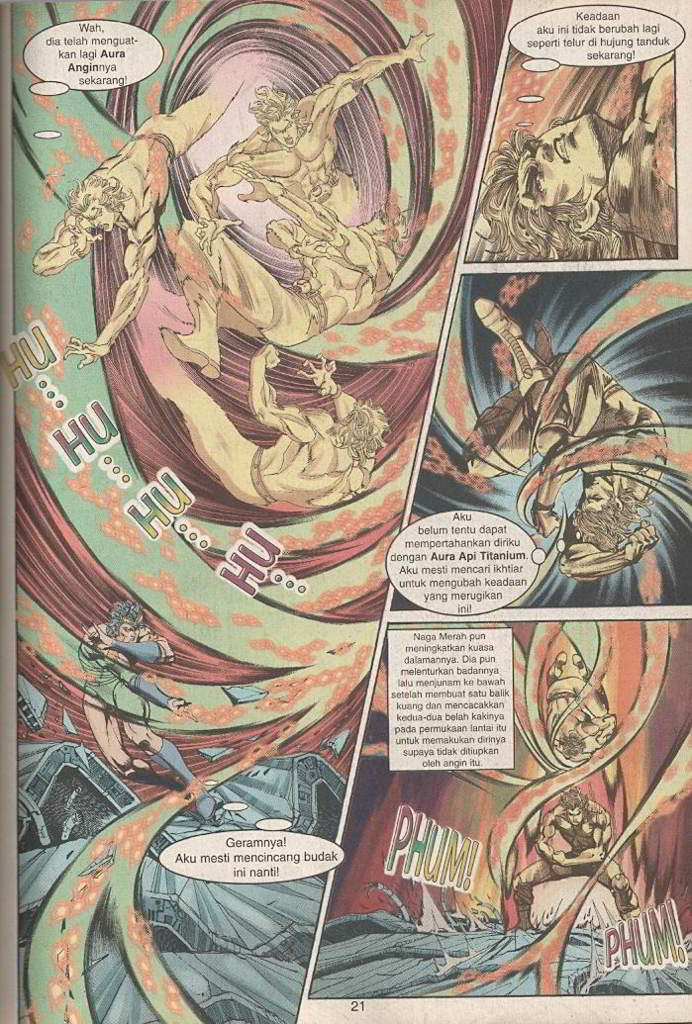 Wah,
dia telah menguat-
kan lagi Aura
Anginnya
sekarang!
Keadaan
aku ini tidak berubah lagi
seperti telur di hujung tanduk
sekarang!
HU...
HU...
HU...
HU...
Aku
belum tentu dapat
mempertahankan diriku
dengan Aura Api Titanium.
Aku mesti mencari ikhtiar
untuk mengubah keadaan
yang merugikan
ini!
Geramnya!
Aku mesti mencincang budak
ini nanti!
Naga Merah pun
meningkatkan kuasa
dalamannya. Dia pun
melenturkan badannya
lalu menjunam ke bawah
setelah membuat satu balik
kuang dan mencacakkan
kedua-dua belah kakinya
pada permukaan lantai itu
untuk memakukan dirinya
supaya tidak ditiupkan
oleh angin itu.
PHUM!
PHUM!
21